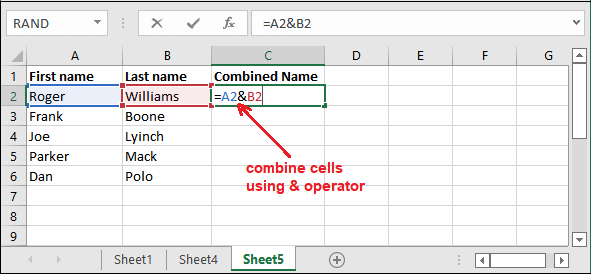 RAND =A2&B2
A B C D E F G
1 First name Last name Combined Name
2 Roger Williams =A2&B2
3 Frank Boone
4 Joe Lyinch
5 Parker Mack
6 Dan Polo
7
8
9
combine cells
using & operator
Sheet1 Sheet4 Sheet5